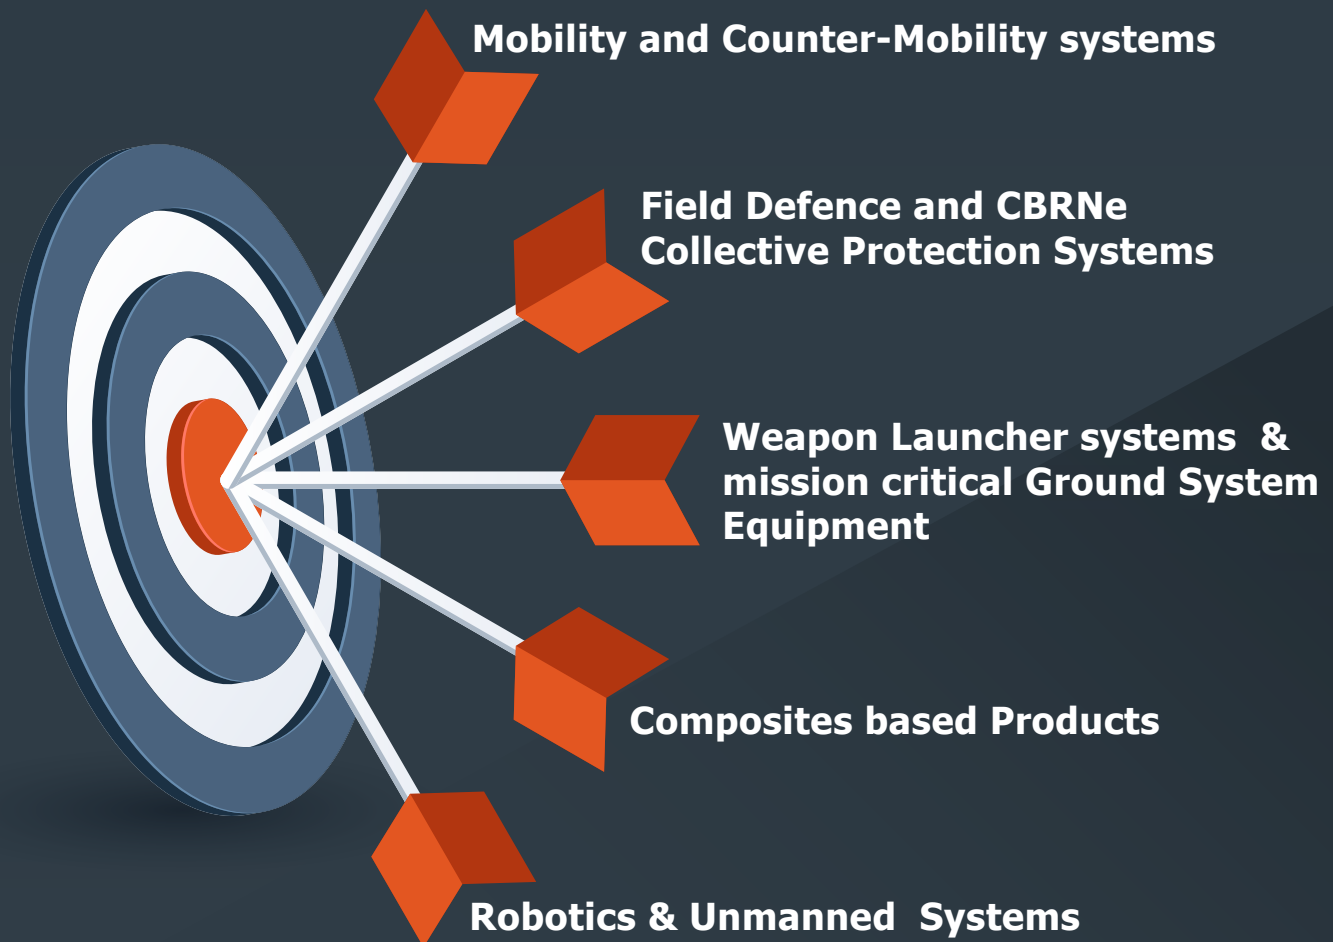 Mobility and Counter-Mobility systems
Field Defence and CBRNe
Collective Protection Systems
Weapon Launcher systems  &
mission critical Ground System
Equipment
Composites based Products
Robotics & Unmanned  Systems